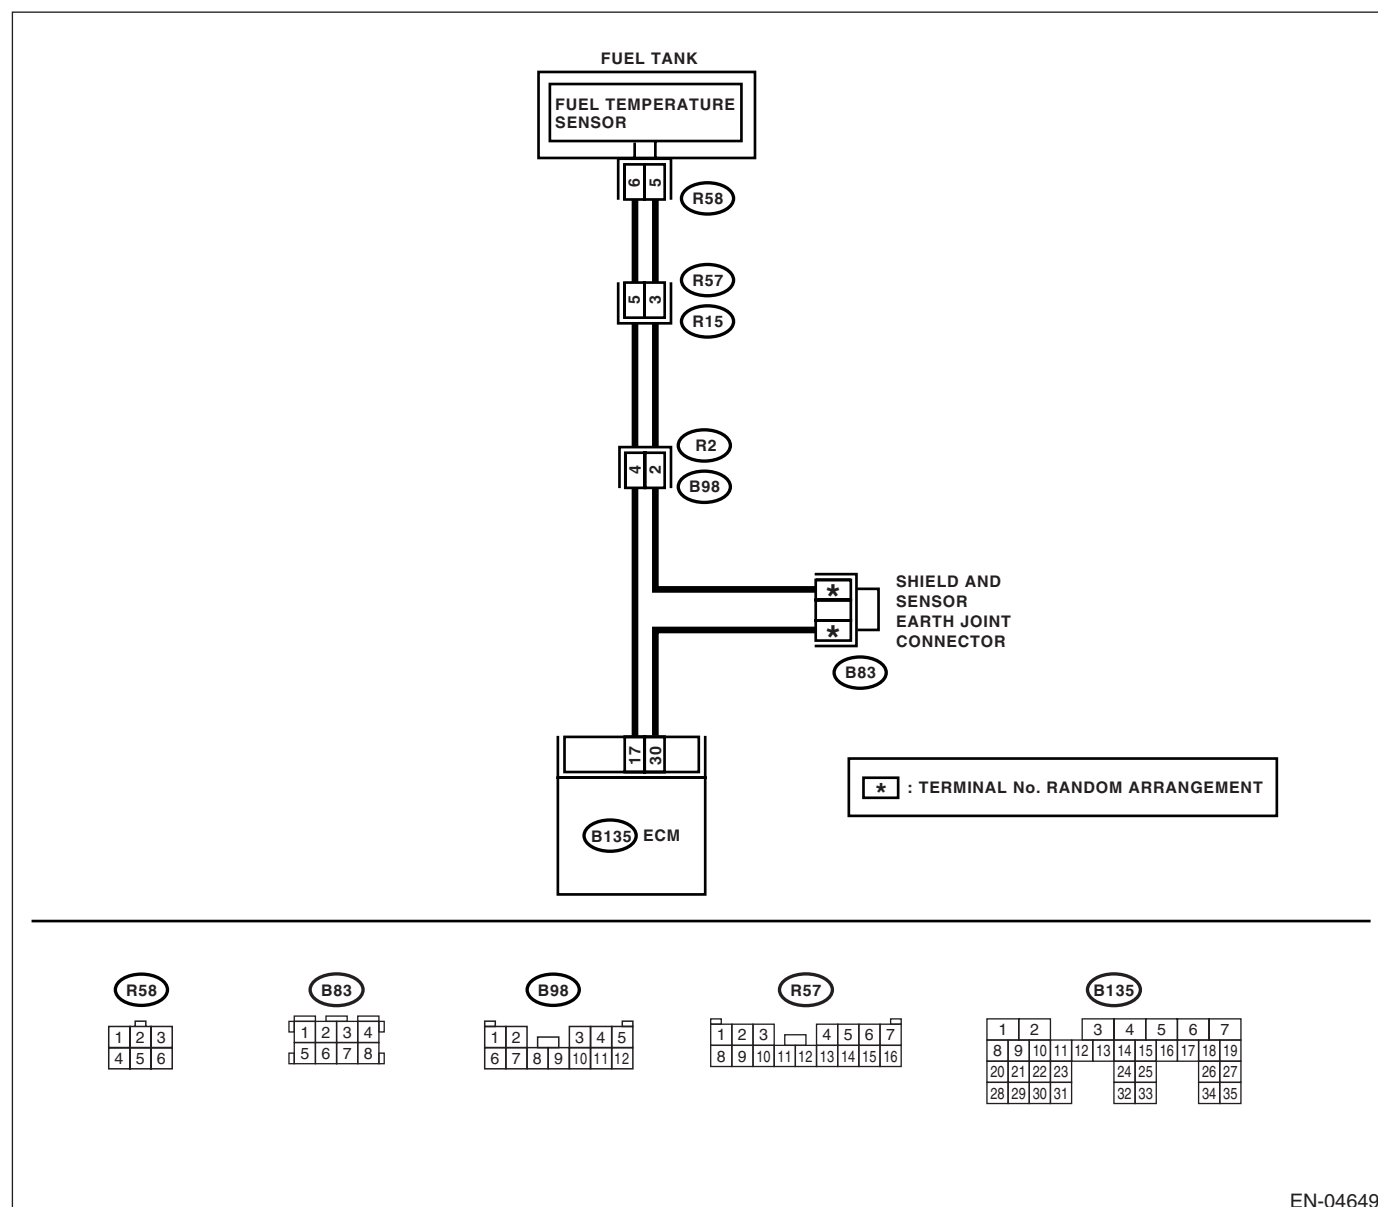 FUEL TANK
FUEL TEMPERATURE
SENSOR
6 5
R58
R57
5 3
R15
R2
4 2
B98
*
*
SHIELD AND
SENSOR
EARTH JOINT
CONNECTOR
B83
17 30
B135 ECM
* : TERMINAL No. RANDOM ARRANGEMENT
R58
1 2 3
4 5 6
B83
1 2 3 4
5 6 7 8
B98
1 2 3 4 5
6 7 8 9 10 11 12
R57
1 2 3 4 5 6 7
8 9 10 11 12 13 14 15 16
B135
1 2 3 4 5 6 7
8 9 10 11 12 13 14 15 16 17 18 19
20 21 22 23 24 25 26 27
28 29 30 31 32 33 34 35
EN-04649